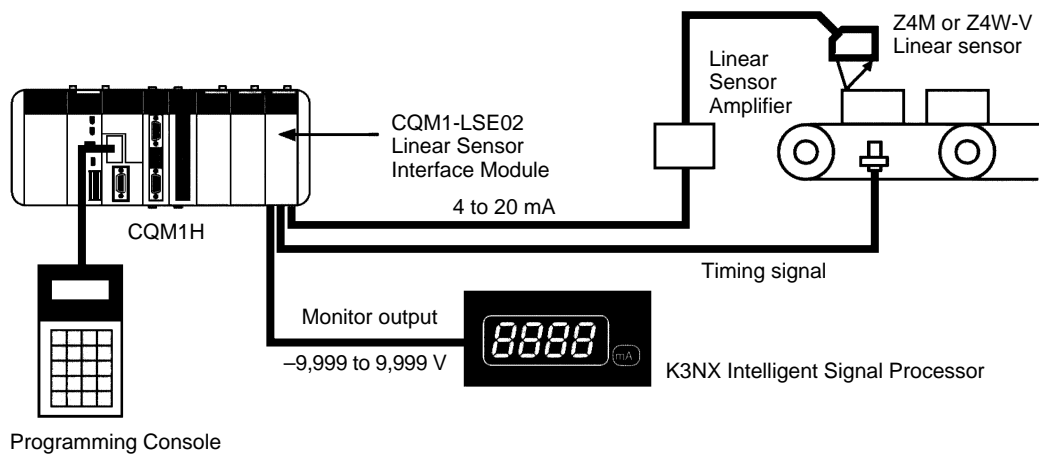 Z4M or Z4W-V
Linear sensor
Linear
Sensor
Amplifier
CQM1-LSE02
Linear Sensor
Interface Module
4 to 20 mA
CQM1H
Timing signal
Monitor output
–9,999 to 9,999 V
8888
mA
K3NX Intelligent Signal Processor
Programming Console